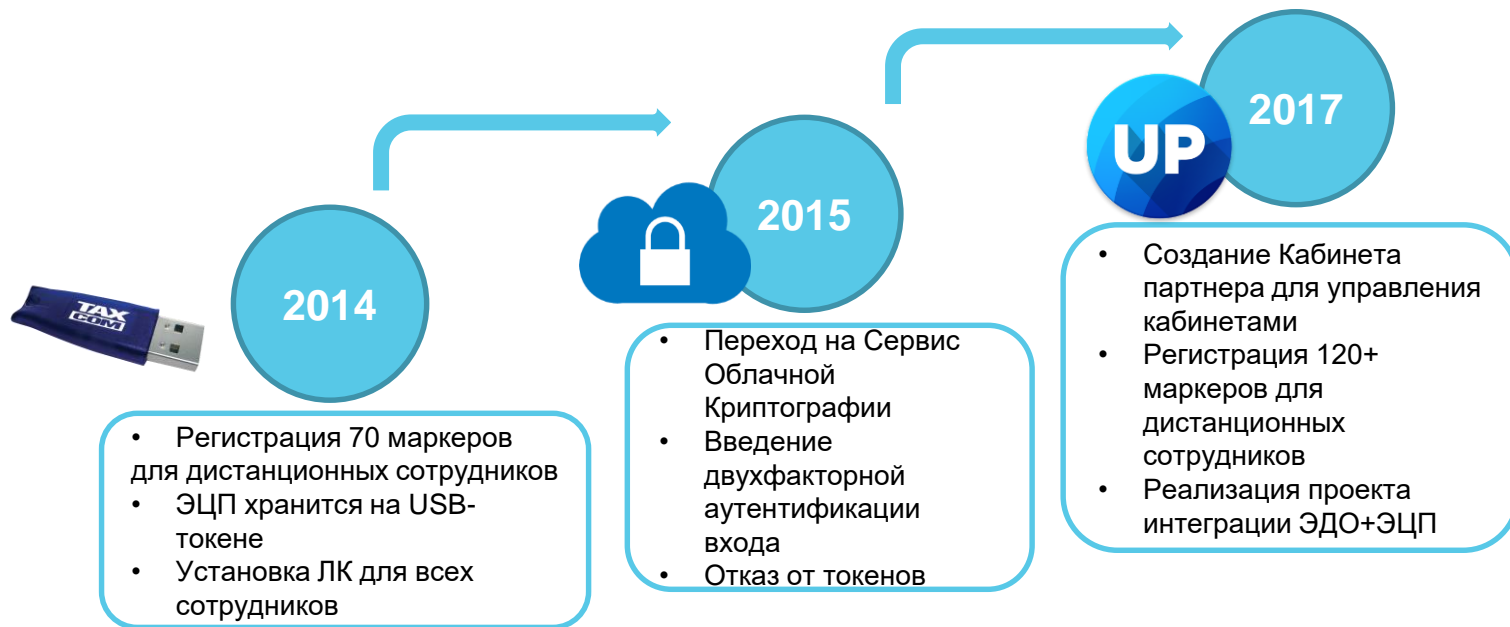 TAX
COM
2014
• Регистрация 70 маркеров
для дистанционных сотрудников
• ЭЦП хранится на USB-
токене
• Установка ЛК для всех
сотрудников
2015
• Переход на Сервис
Облачной
Криптографии
• Введение
двухфакторной
аутентификации
входа
• Отказ от токенов
UP
2017
• Создание Кабинета
партнера для управления
кабинетами
• Регистрация 120+
маркеров для
дистанционных
сотрудников
• Реализация проекта
интеграции ЭДО+ЭЦП